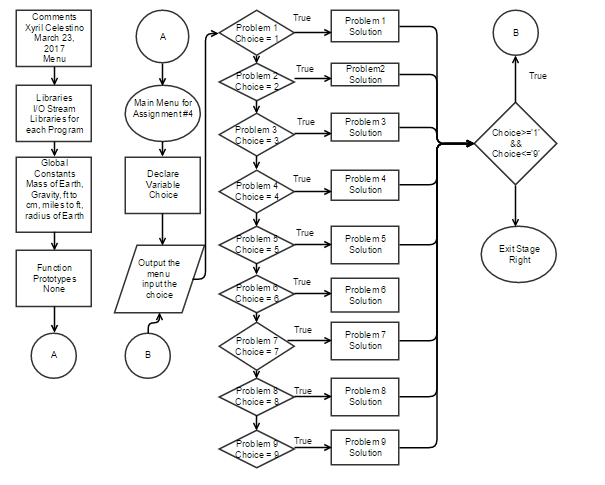 Comments
Xyril Celestino
March 23,
2017
Menu
Libraries
I/O Stream
Libraries for
each Program
Global
Constants
Mass of Earth,
Gravity, ft to
cm, miles to ft,
radius of Earth
Function
Prototypes
None
A
A
Main Menu for
Assignment #4
Declare
Variable
Choice
Output the
menu
input the
choice
B
Problem 1
Choice = 1
True
Problem 1
Solution
Problem 2
Choice = 2
True
Problem2
Solution
Problem 3
Choice = 3
True
Problem 3
Solution
Problem 4
Choice = 4
True
Problem 4
Solution
Problem 5
Choice = 5
True
Problem 5
Solution
Problem 6
Choice = 6
True
Problem 6
Solution
Problem 7
Choice = 7
True
Problem 7
Solution
Problem 8
Choice = 8
True
Problem 8
Solution
Problem 9
Choice = 9
True
Problem 9
Solution
B
True
Choice>='1'
&&
Choice<='9'
Exit Stage
Right